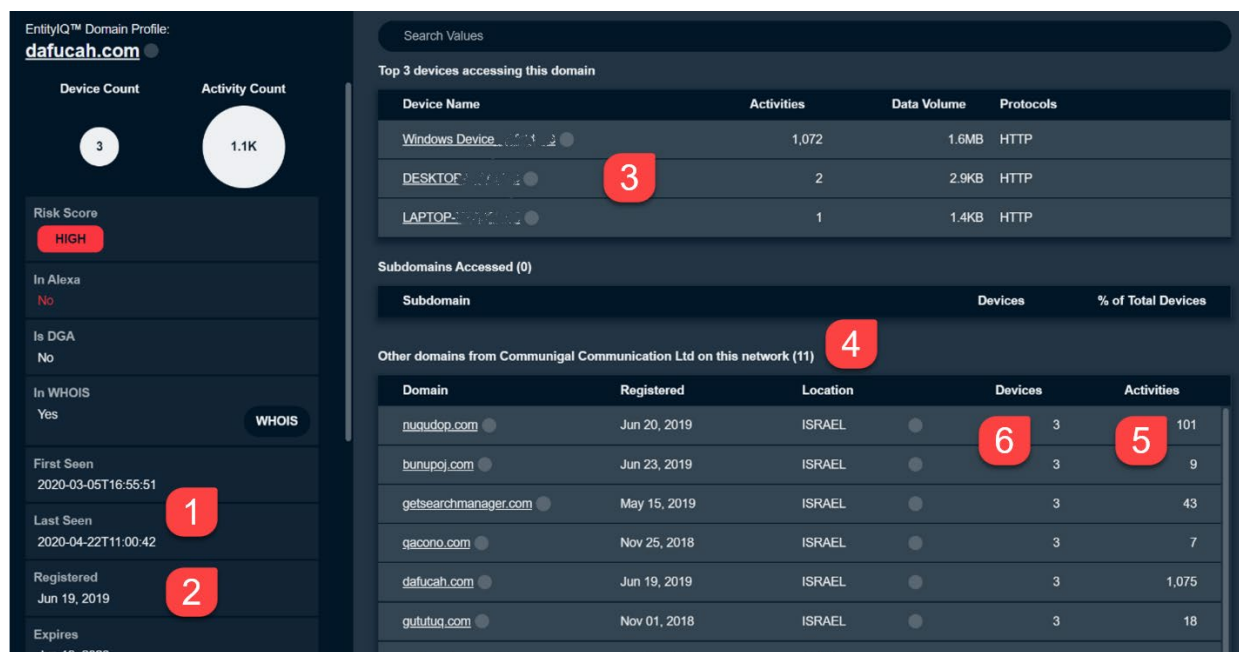 EntityIQ™ Domain Profile:
dafucah.com
Device Count Activity Count
3 1.1K
Risk Score
HIGH
In Alexa
No
Is DGA
No
In WHOIS
Yes WHOIS
First Seen
2020-03-05T16:55:51
1
Last Seen
2020-04-22T11:00:42
Registered
Jun 19, 2019
2
Expires
Search Values
Top 3 devices accessing this domain
Device Name Activities Data Volume Protocols
Windows Device 1,072 1.6MB HTTP
DESKTOP 2 2.9KB HTTP
3
LAPTOP- 1 1.4KB HTTP
Subdomains Accessed (0)
Subdomain Devices % of Total Devices
Other domains from Communigal Communication Ltd on this network (11)
4
Domain Registered Location Devices Activities
nuqudop.com Jun 20, 2019 ISRAEL 3 101
6 5
bunupoj.com Jun 23, 2019 ISRAEL 3 9
getsearchmanager.com May 15, 2019 ISRAEL 3 43
qacono.com Nov 25, 2018 ISRAEL 3 7
dafucah.com Jun 19, 2019 ISRAEL 3 1,075
gututuq.com Nov 01, 2018 ISRAEL 3 18